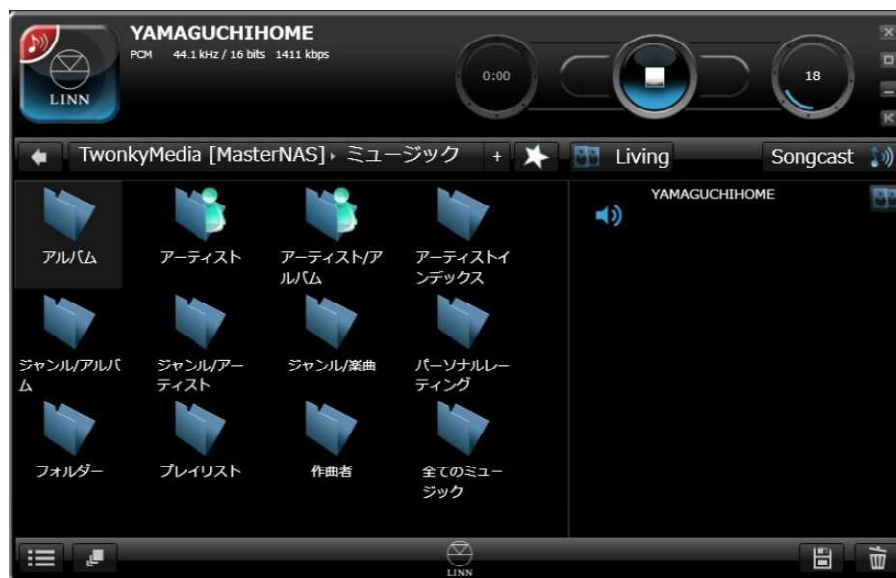 YAMAGUCHIHOME
PCM 44.1 kHz / 16 bits 1411 kbps
LINN
0:00
18
TwonkyMedia [MasterNAS] › ミュージック +
Living
Songcast
アルバム
アーティスト
アーティスト/ア
ルバム
アーティストイ
ンデックス
YAMAGUCHIHOME
ジャンル/アルバ
ム
ジャンル/アー
ティスト
ジャンル/楽曲
パーソナルレー
ティング
フォルダー
プレイリスト
作曲者
全てのミュー
ジック
LINN